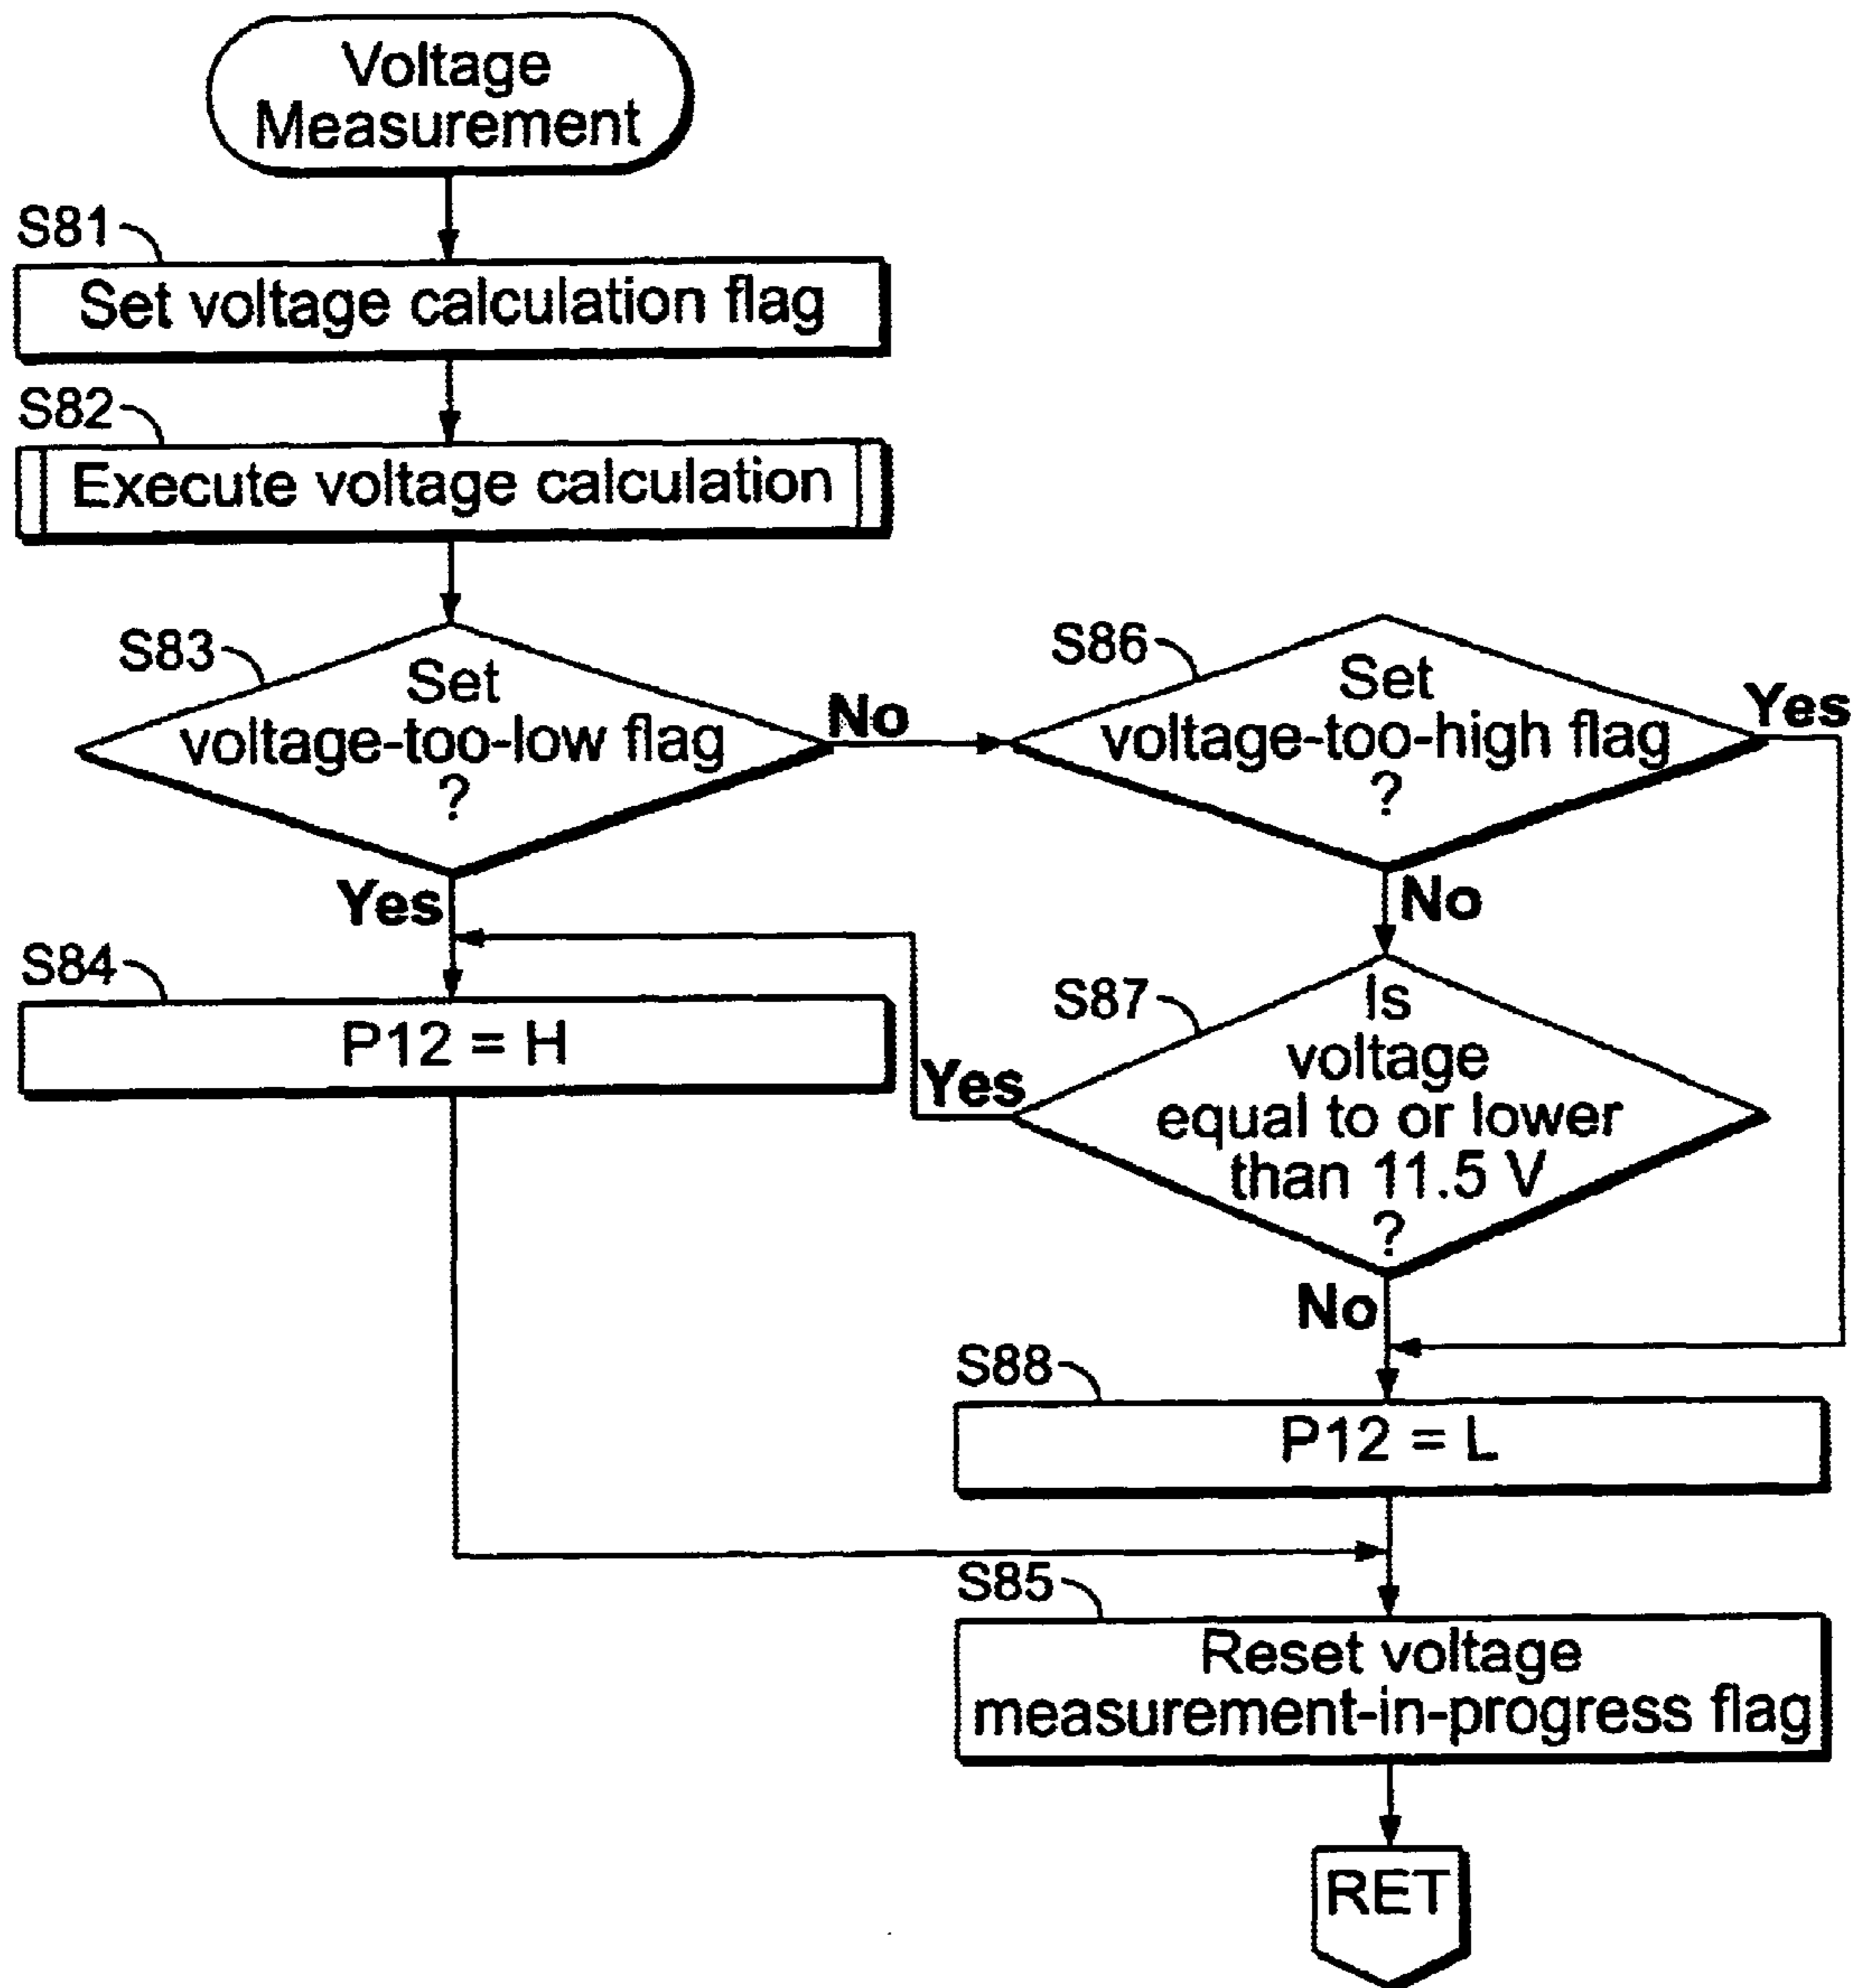 Voltage
Measurement
S81
Set voltage calculation flag
S82
Execute voltage calculation
S83
Set
voltage-too-low flag
?
No
Yes
S86
Set
voltage-too-high flag
?
Yes
No
S84
P12 = H
S87
Is
voltage
equal to or lower
than 11.5 V
?
Yes
No
S88
P12 = L
S85
Reset voltage
measurement-in-progress flag
RET